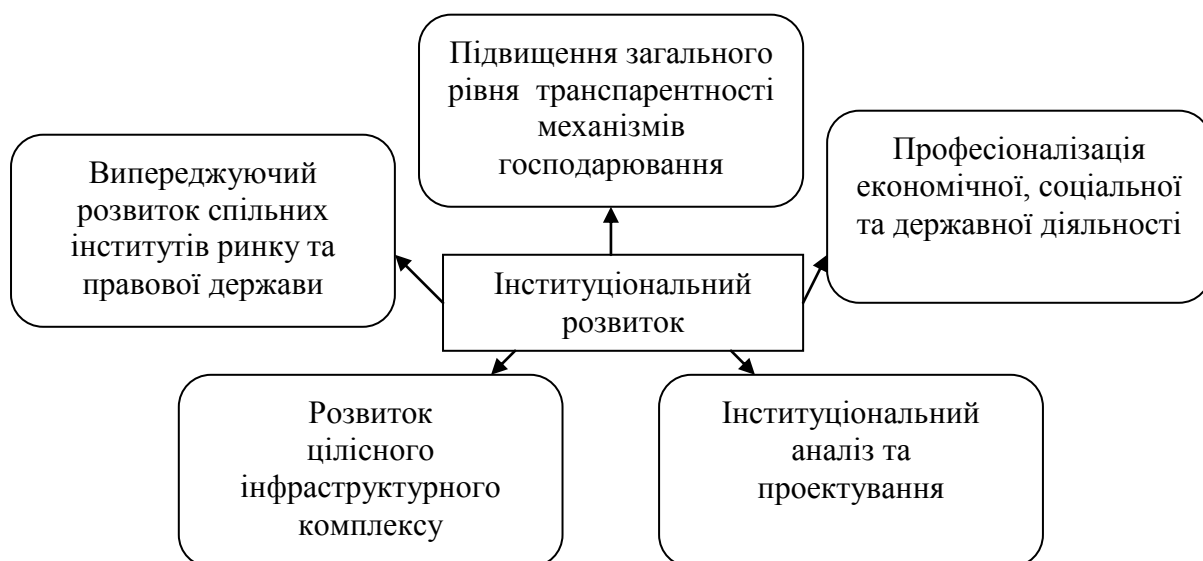 Підвищення загального
рівня транспарентності
механізмів
господарювання
Випереджуючий
розвиток спільних
інститутів ринку та
правової держави
Професіоналізація
економічної, соціальної
та державної діяльності
Інституціональний
розвиток
Розвиток
цілісного
інфраструктурного
комплексу
Інституціональний
аналіз та
проектування